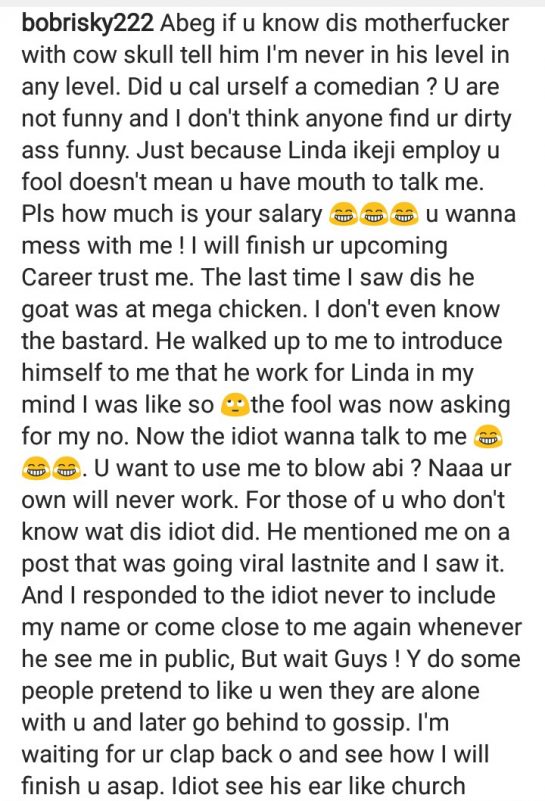 bobrisky222 Abeg if u know dis motherfucker
with cow skull tell him I'm never in his level in
any level. Did u cal urself a comedian ? U are
not funny and I don't think anyone find ur dirty
ass funny. Just because Linda ikeji employ u
fool doesn't mean u have mouth to talk me.
Pls how much is your salary 😂😂😂 u wanna
mess with me ! I will finish ur upcoming
Career trust me. The last time I saw dis he
goat was at mega chicken. I don't even know
the bastard. He walked up to me to introduce
himself to me that he work for Linda in my
mind I was like so 🙄the fool was now asking
for my no. Now the idiot wanna talk to me 😂
😂😂. U want to use me to blow abi ? Naaa ur
own will never work. For those of u who don't
know wat dis idiot did. He mentioned me on a
post that was going viral lastnite and I saw it.
And I responded to the idiot never to include
my name or come close to me again whenever
he see me in public, But wait Guys ! Y do some
people pretend to like u wen they are alone
with u and later go behind to gossip. I'm
waiting for ur clap back o and see how I will
finish u asap. Idiot see his ear like church